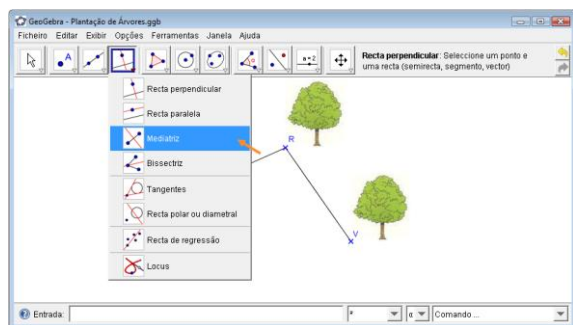 GeoGebra - Plantação de Árvores.ggb
Ficheiro Editar Exibir Opções Ferramentas Janela Ajuda
A
a=2
Recta perpendicular: Seleccione um ponto e
uma recta (semirecta, segmento, vector)
Recta perpendicular
Recta paralela
Mediatriz
Bissectriz
Tangentes
Recta polar ou diametral
Recta de regressão
Locus
R
V
Entrada:
α
Comando ...